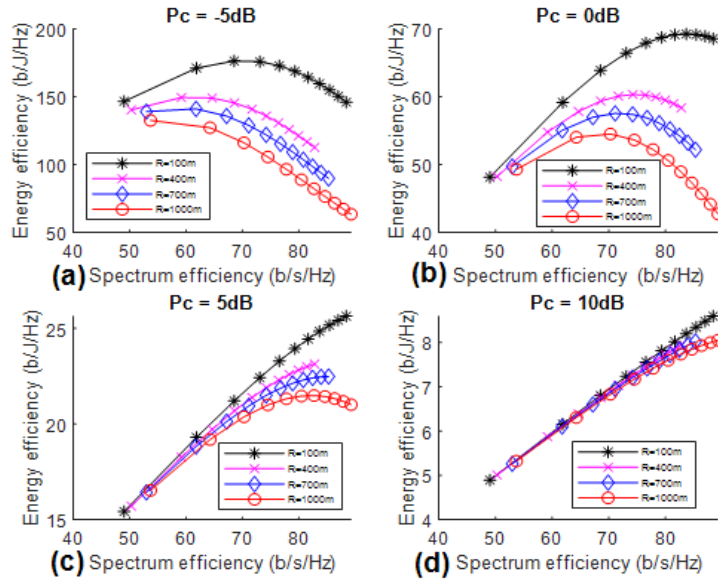 Pc = -5dB
Energy efficiency (b/J/Hz)
200
150
100
50
R=100m
R=400m
R=700m
R=1000m
40 50 60 70 80
(a) Spectrum efficiency (b/s/Hz)
Pc = 0dB
Energy efficiency (b/J/Hz)
70
60
50
40
R=100m
R=400m
R=700m
R=1000m
40 50 60 70 80
(b) Spectrum efficiency (b/s/Hz)
Pc = 5dB
Energy efficiency (b/J/Hz)
25
20
15
R=100m
R=400m
R=700m
R=1000m
40 50 60 70 80
(c) Spectrum efficiency (b/s/Hz)
Pc = 10dB
Energy efficiency (b/J/Hz)
8
7
6
5
4
R=100m
R=400m
R=700m
R=1000m
40 50 60 70 80
(d) Spectrum efficiency (b/s/Hz)